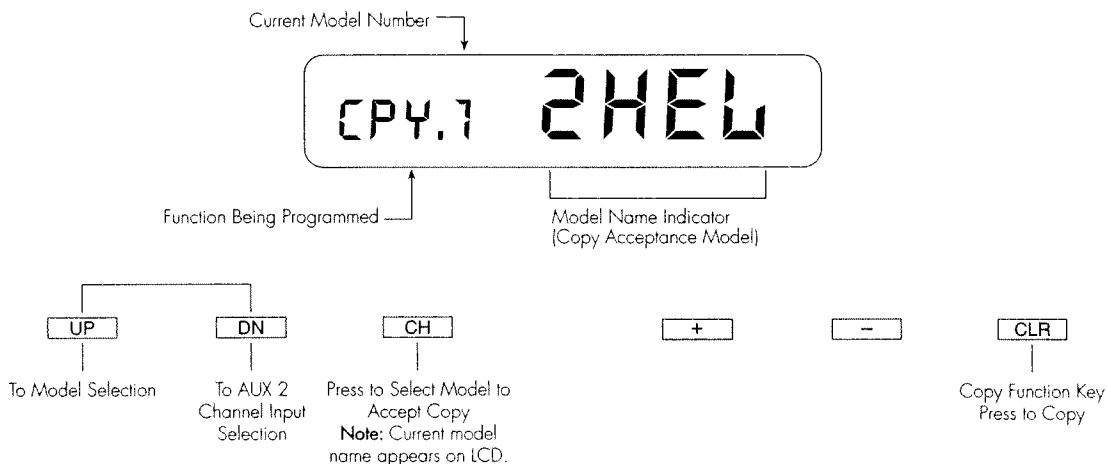 Current Model Number
CPY.1 2HEL
Function Being Programmed
Model Name Indicator
(Copy Acceptance Model)
UP
DN
CH
+
−
CLR
To Model Selection
To AUX 2
Channel Input
Selection
Press to Select Model to
Accept Copy
Note: Current model
name appears on LCD.
Copy Function Key
Press to Copy